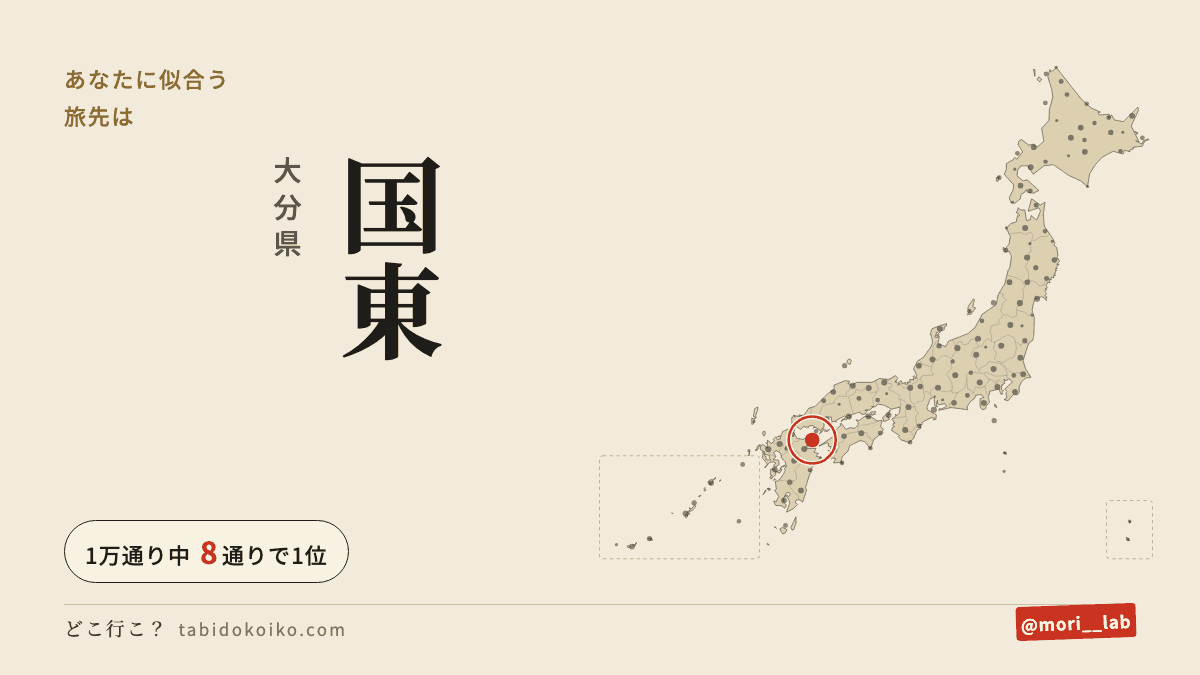 あなたに似合う
旅先は
国東
大分県
1万通り中 8通りで1位
どこ行こ？ tabidokoiko.com
@mori__lab